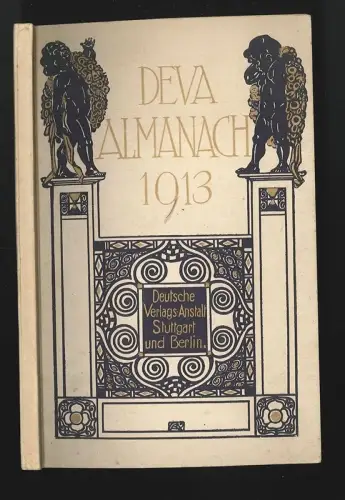 DEVA
ALMANACH
1913
Deutsche
Verlags-Anstalt
Stuttgart
und Berlin.